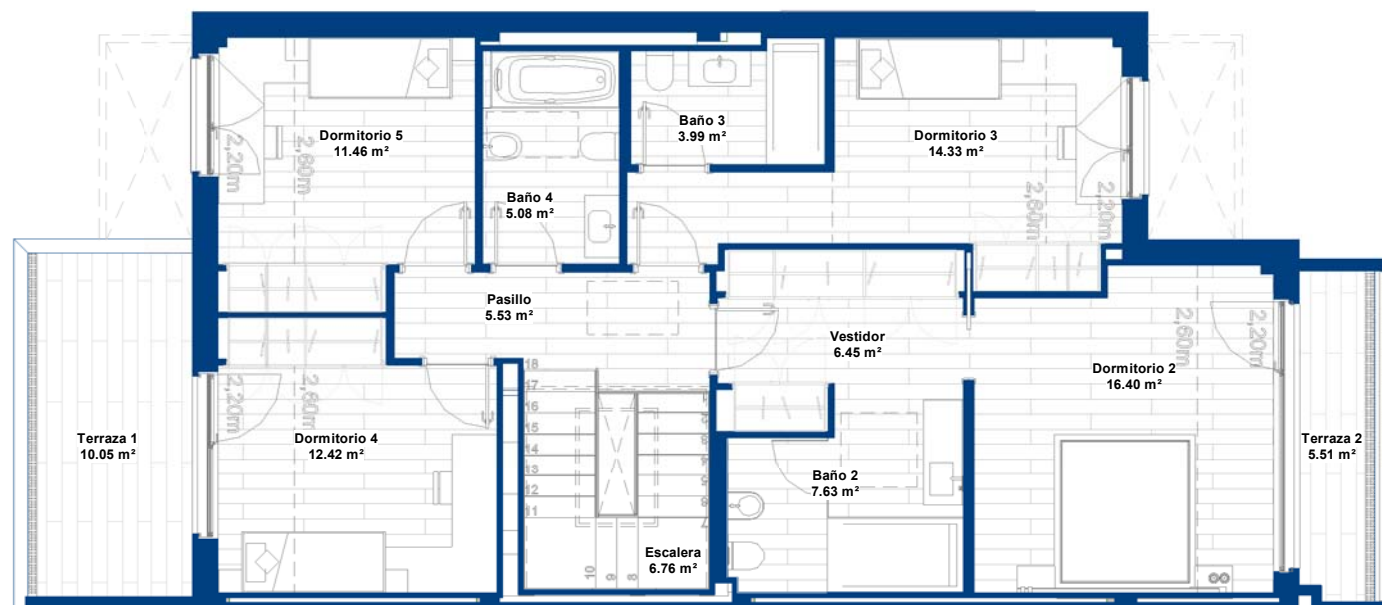 Dormitorio 5
11.46 m²
2,20m
2,60m
Baño 4
5.08 m²
Baño 3
3.99 m²
Dormitorio 3
14.33 m²
2,60m
2,20m
Pasillo
5.53 m²
Vestidor
6.45 m²
Dormitorio 2
16.40 m²
2,60m
2,20m
Terraza 1
10.05 m²
2,20m
2,60m
Dormitorio 4
12.42 m²
18
17
16
15
14
13
12
11
10
9
8
7
Escalera
6.76 m²
Baño 2
7.63 m²
Terraza 2
5.51 m²